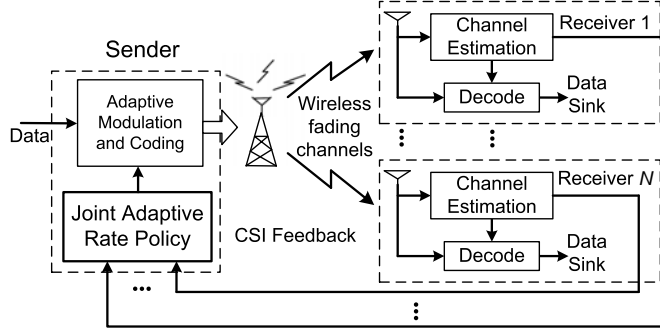 Sender
Data
Adaptive
Modulation
and Coding
Joint Adaptive
Rate Policy
Wireless
fading
channels
CSI Feedback
...
Receiver 1
Channel
Estimation
Decode
Data
Sink
Receiver N
Channel
Estimation
Decode
Data
Sink